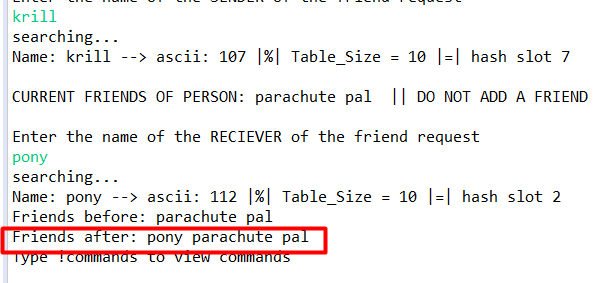 Enter the name of the SENDER of the friend request
krill
searching...
Name: krill --> ascii: 107 |%| Table_Size = 10 |=| hash slot 7
CURRENT FRIENDS OF PERSON: parachute pal  || DO NOT ADD A FRIEND
Enter the name of the RECIEVER of the friend request
pony
searching...
Name: pony --> ascii: 112 |%| Table_Size = 10 |=| hash slot 2
Friends before: parachute pal
Friends after: pony parachute pal
Type !commands to view commands